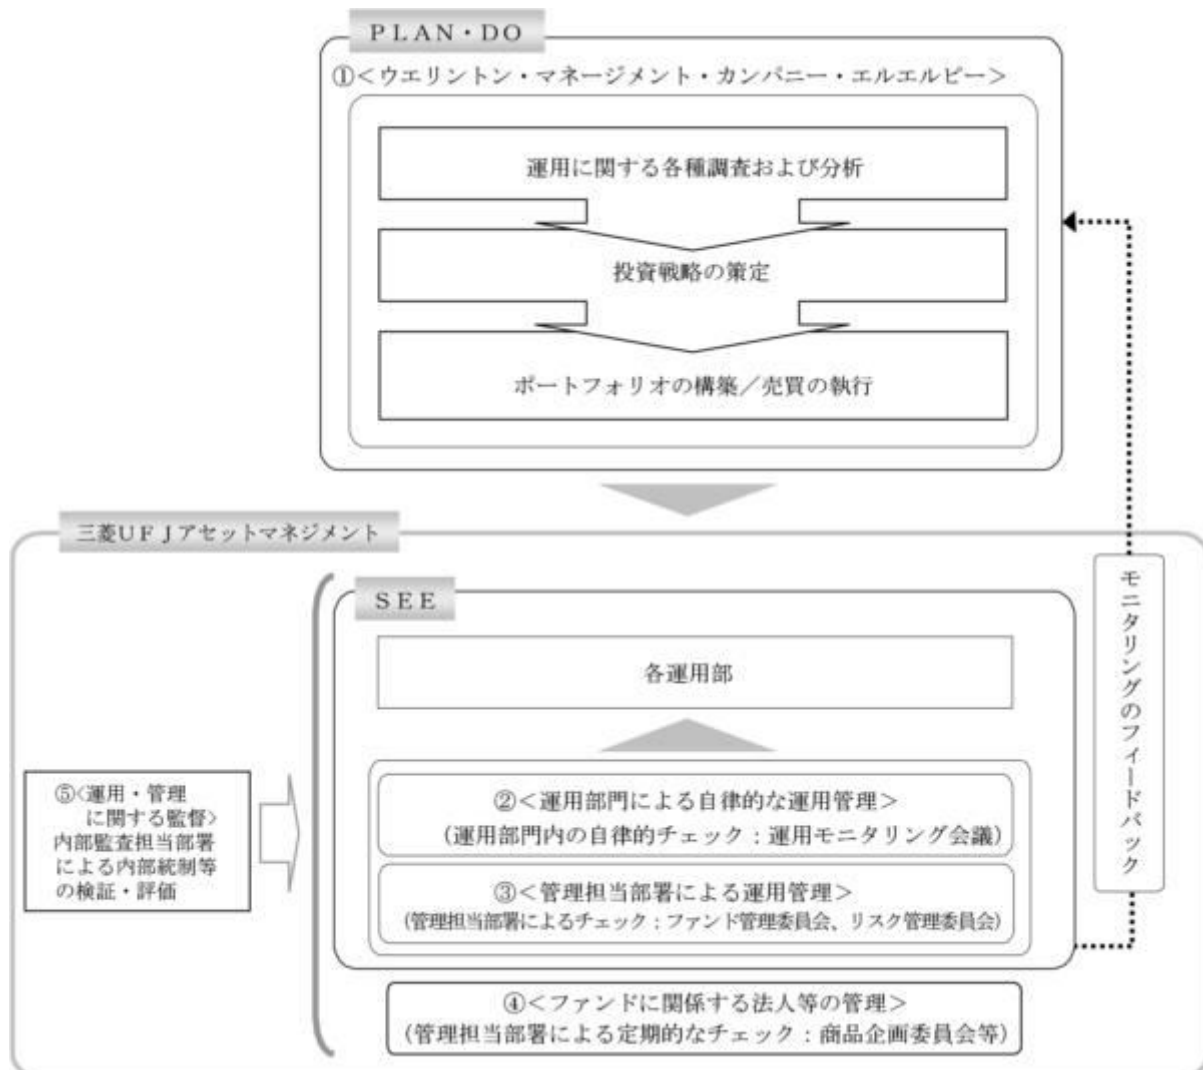 ＰＬＡＮ・ＤＯ
①＜ウエリントン・マネージメント・カンパニー・エルエルピー＞
運用に関する各種調査および分析
投資戦略の策定
ポートフォリオの構築／売買の執行
三菱ＵＦＪアセットマネジメント
ＳＥＥ
各運用部
②＜運用部門による自律的な運用管理＞
（運用部門内の自律的チェック：運用モニタリング会議）
③＜管理担当部署による運用管理＞
（管理担当部署によるチェック：ファンド管理委員会、リスク管理委員会）
④＜ファンドに関係する法人等の管理＞
（管理担当部署による定期的なチェック：商品企画委員会等）
⑤＜運用・管理
に関する監督＞
内部監査担当部署
による内部統制等
の検証・評価
モニタリングのフィードバック